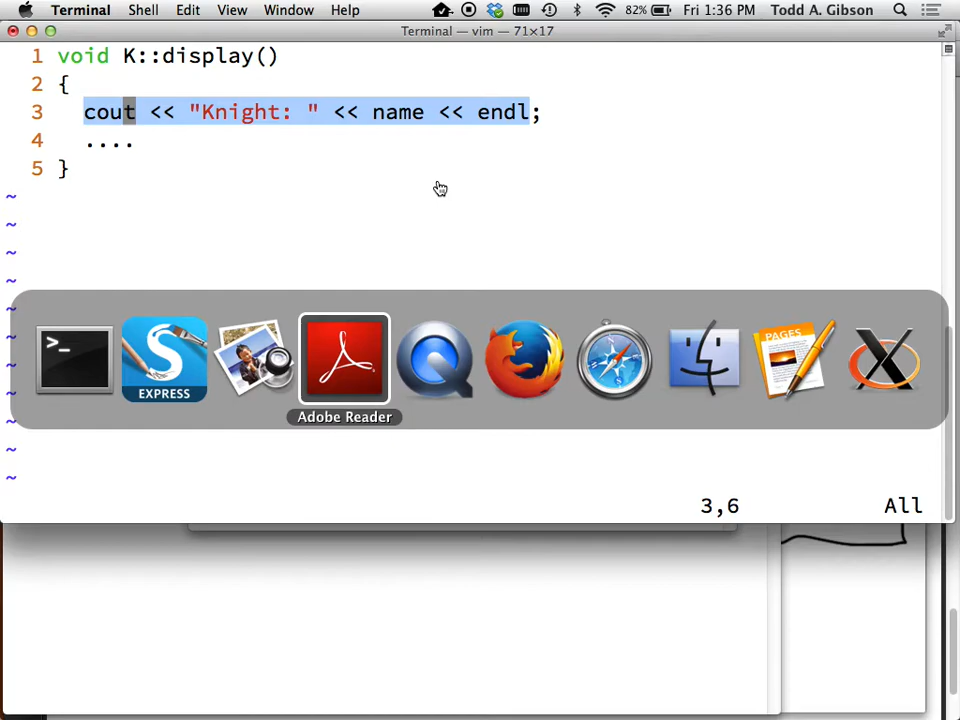 Terminal Shell Edit View Window Help 82% Fri 1:36 PM Todd A. Gibson
Terminal — vim — 71×17
1 void K::display()
2 {
3 cout << "Knight: " << name << endl;
4 ....
5 }
~
~
~
~
~
~
~
~
~
~
~
>_
EXPRESS
PAGES
X
Adobe Reader
3,6 All